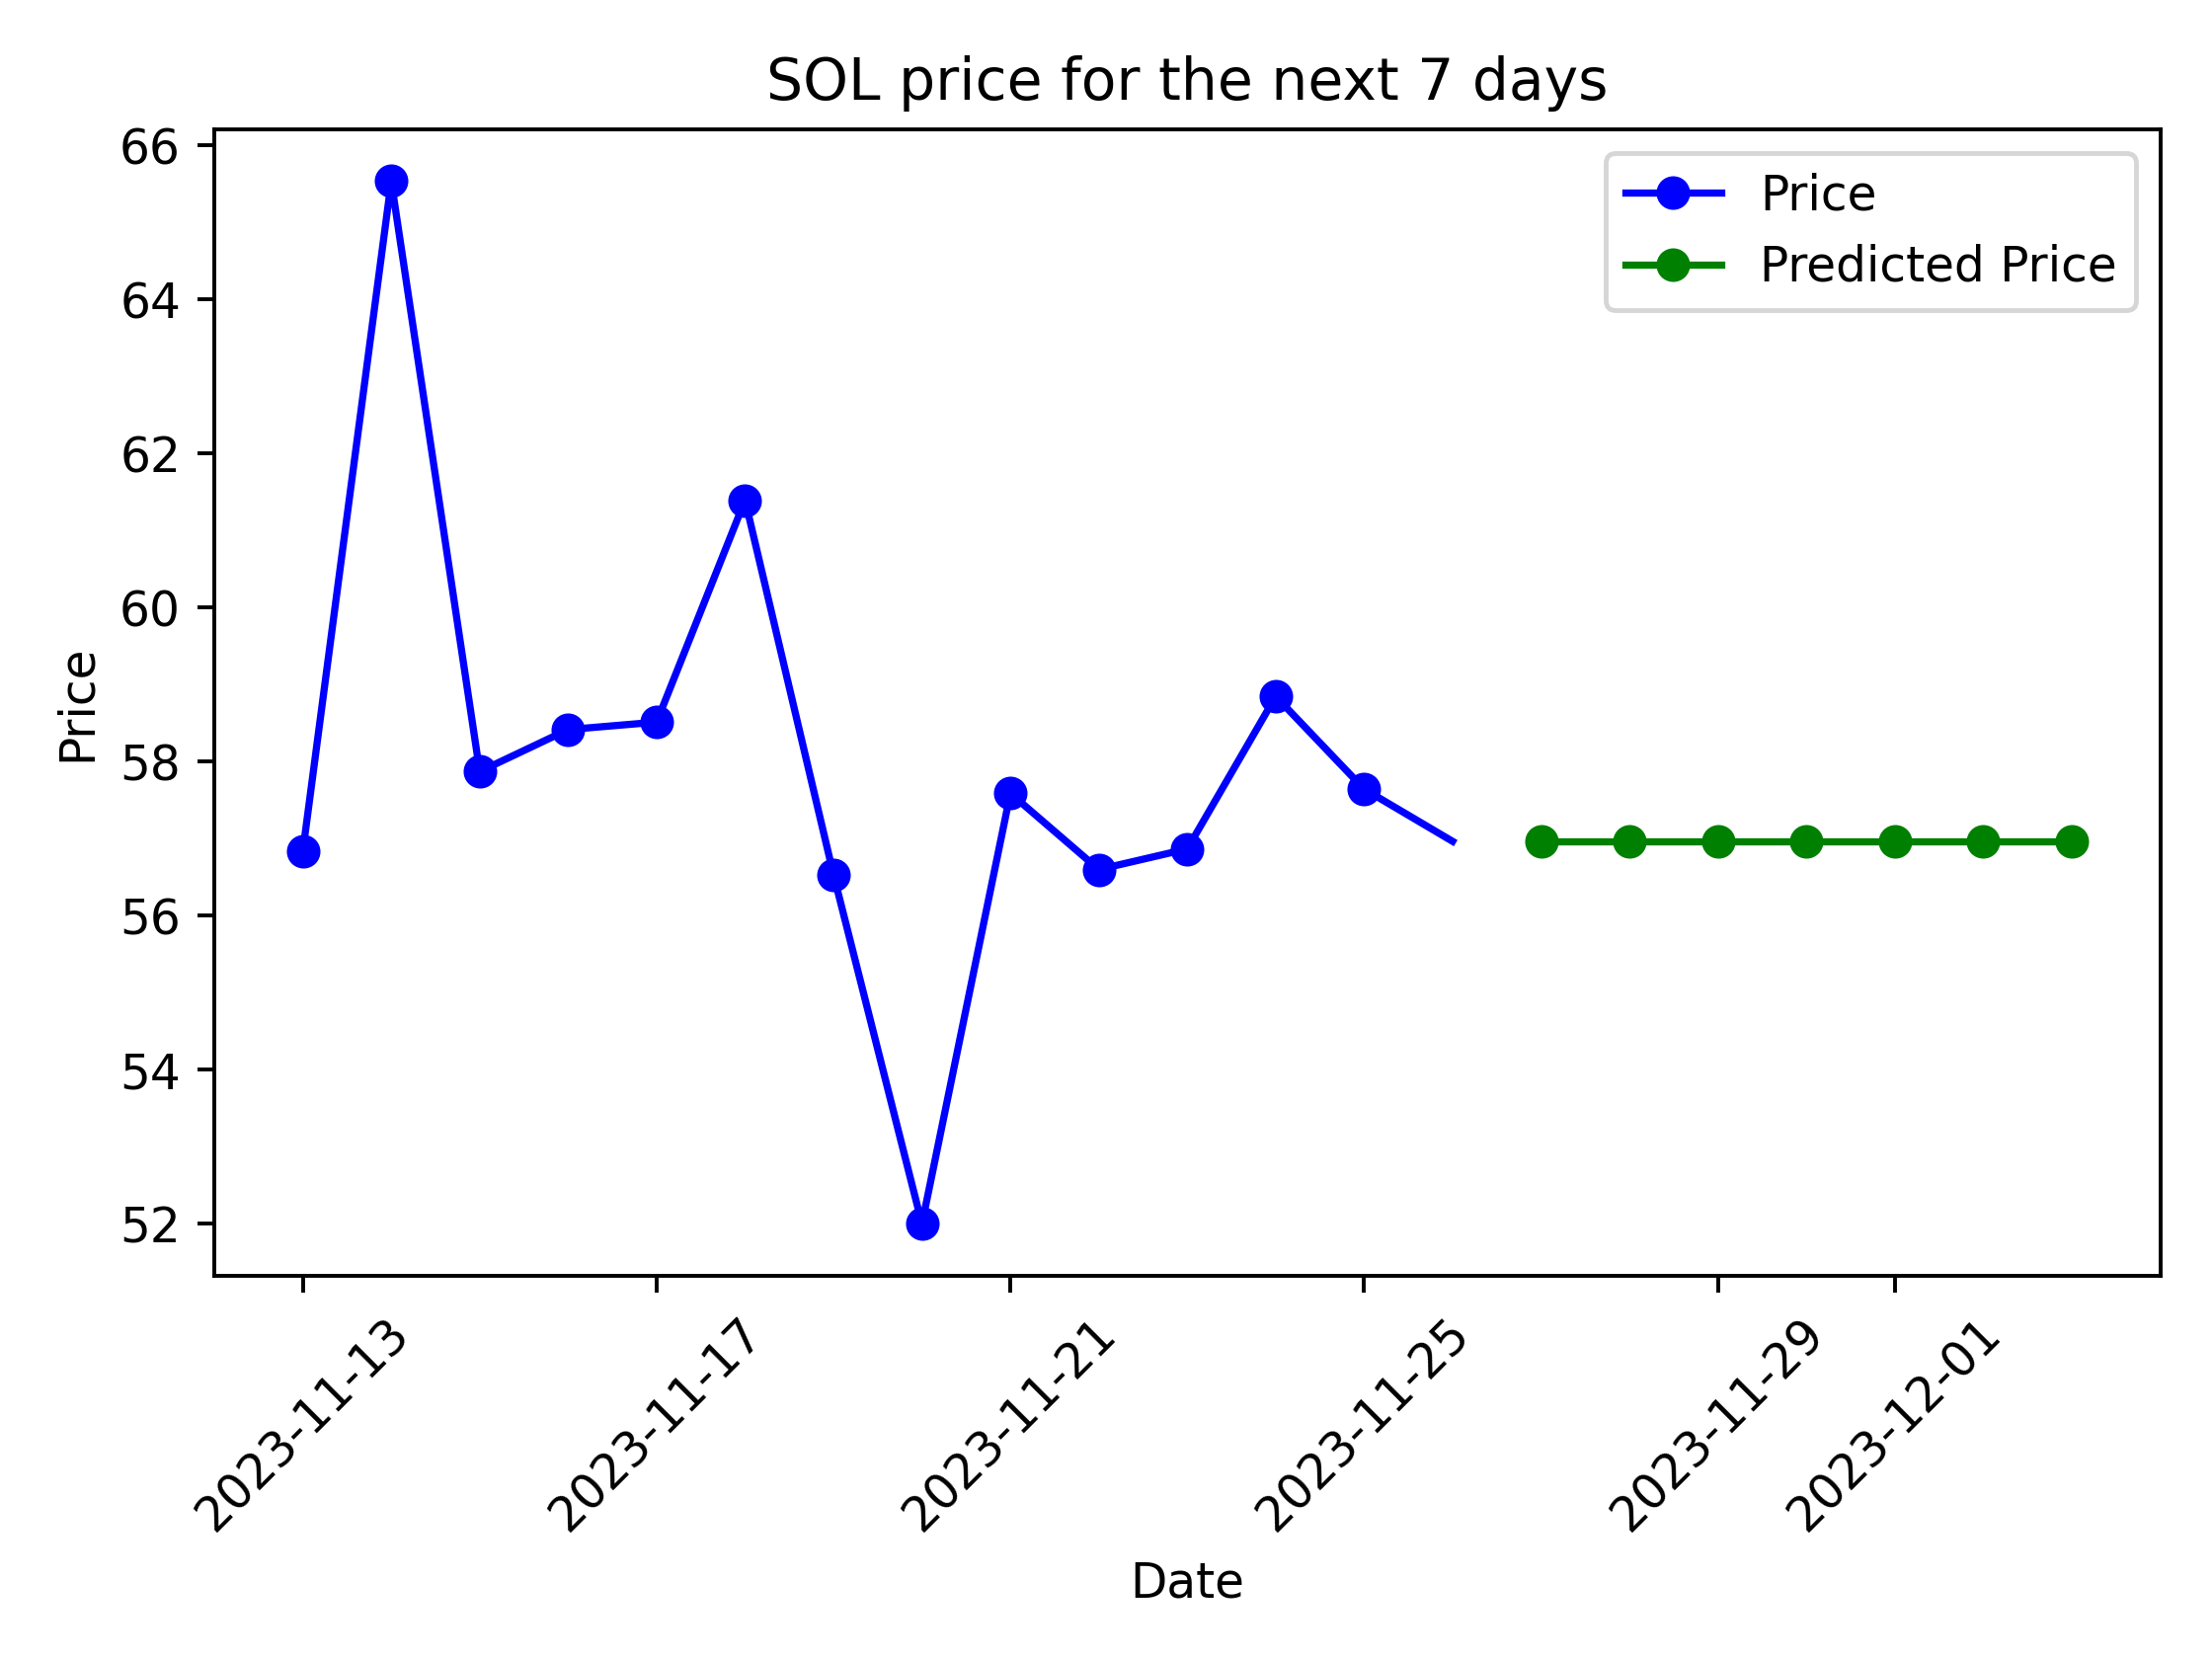 SOL price for the next 7 days
Price
Predicted Price
66
64
62
60
58
56
54
52
Price
2023-11-13
2023-11-17
2023-11-21
2023-11-25
2023-11-29
2023-12-01
Date